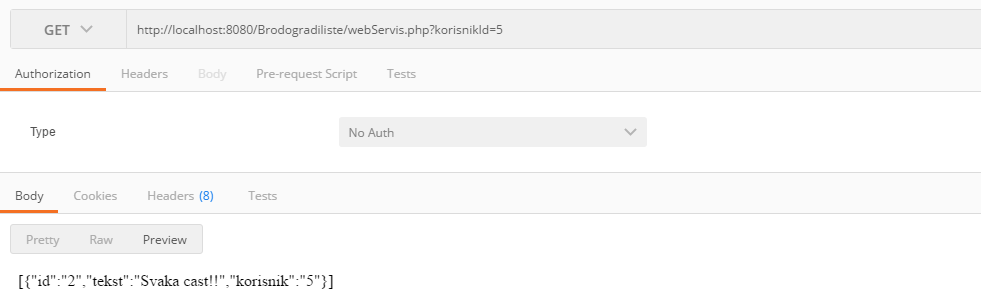 GET http://localhost:8080/Brodogradiliste/webServis.php?korisnikId=5
Authorization Headers Body Pre-request Script Tests
Type No Auth
Body Cookies Headers (8) Tests
Pretty Raw Preview
[{"id":"2","tekst":"Svaka cast!!","korisnik":"5"}]